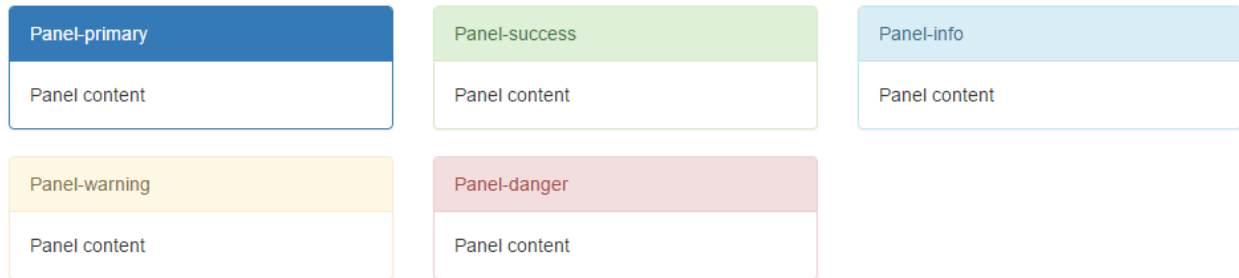 Panel-primary
Panel content
Panel-success
Panel content
Panel-info
Panel content
Panel-warning
Panel content
Panel-danger
Panel content